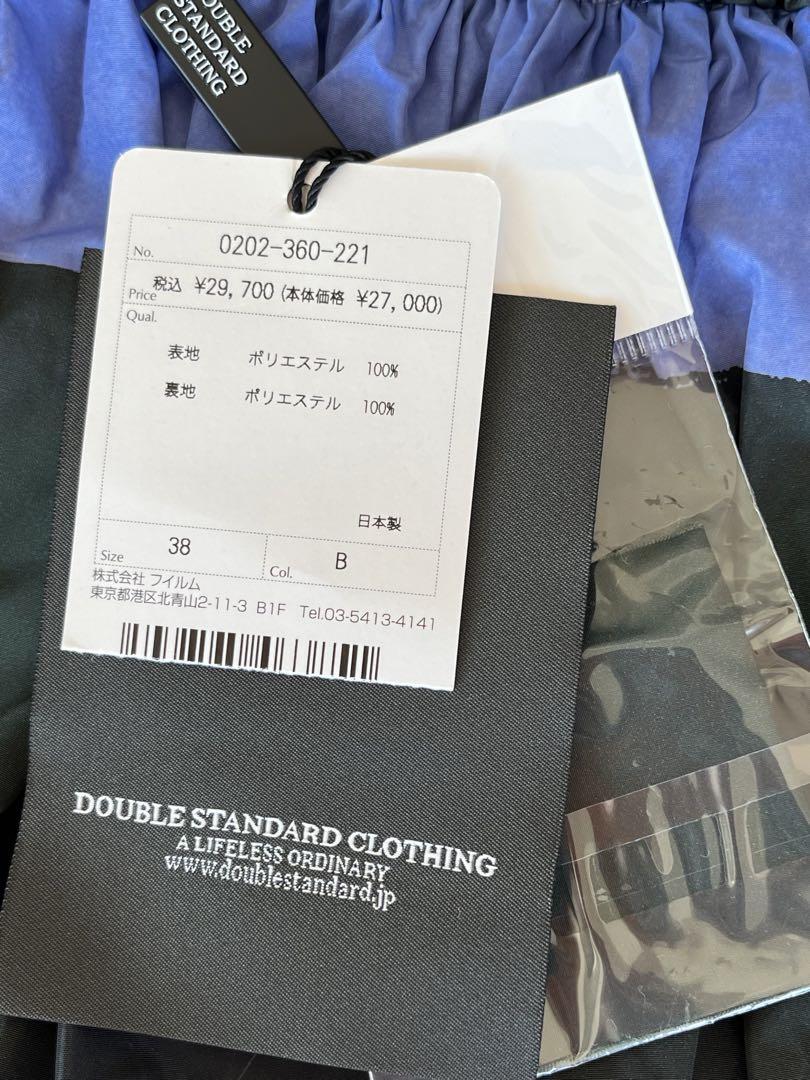 DOUBLE
STANDARD
CLOTHING
No. 0202-360-221
Price 税込 ¥29,700 (本体価格 ¥27,000)
Qual.
表地 ポリエステル 100%
裏地 ポリエステル 100%
日本製
Size 38 Col. B
株式会社 フイルム
東京都港区北青山2-11-3 B1F Tel.03-5413-4141
DOUBLE STANDARD CLOTHING
A LIFELESS ORDINARY
www.doublestandard.jp